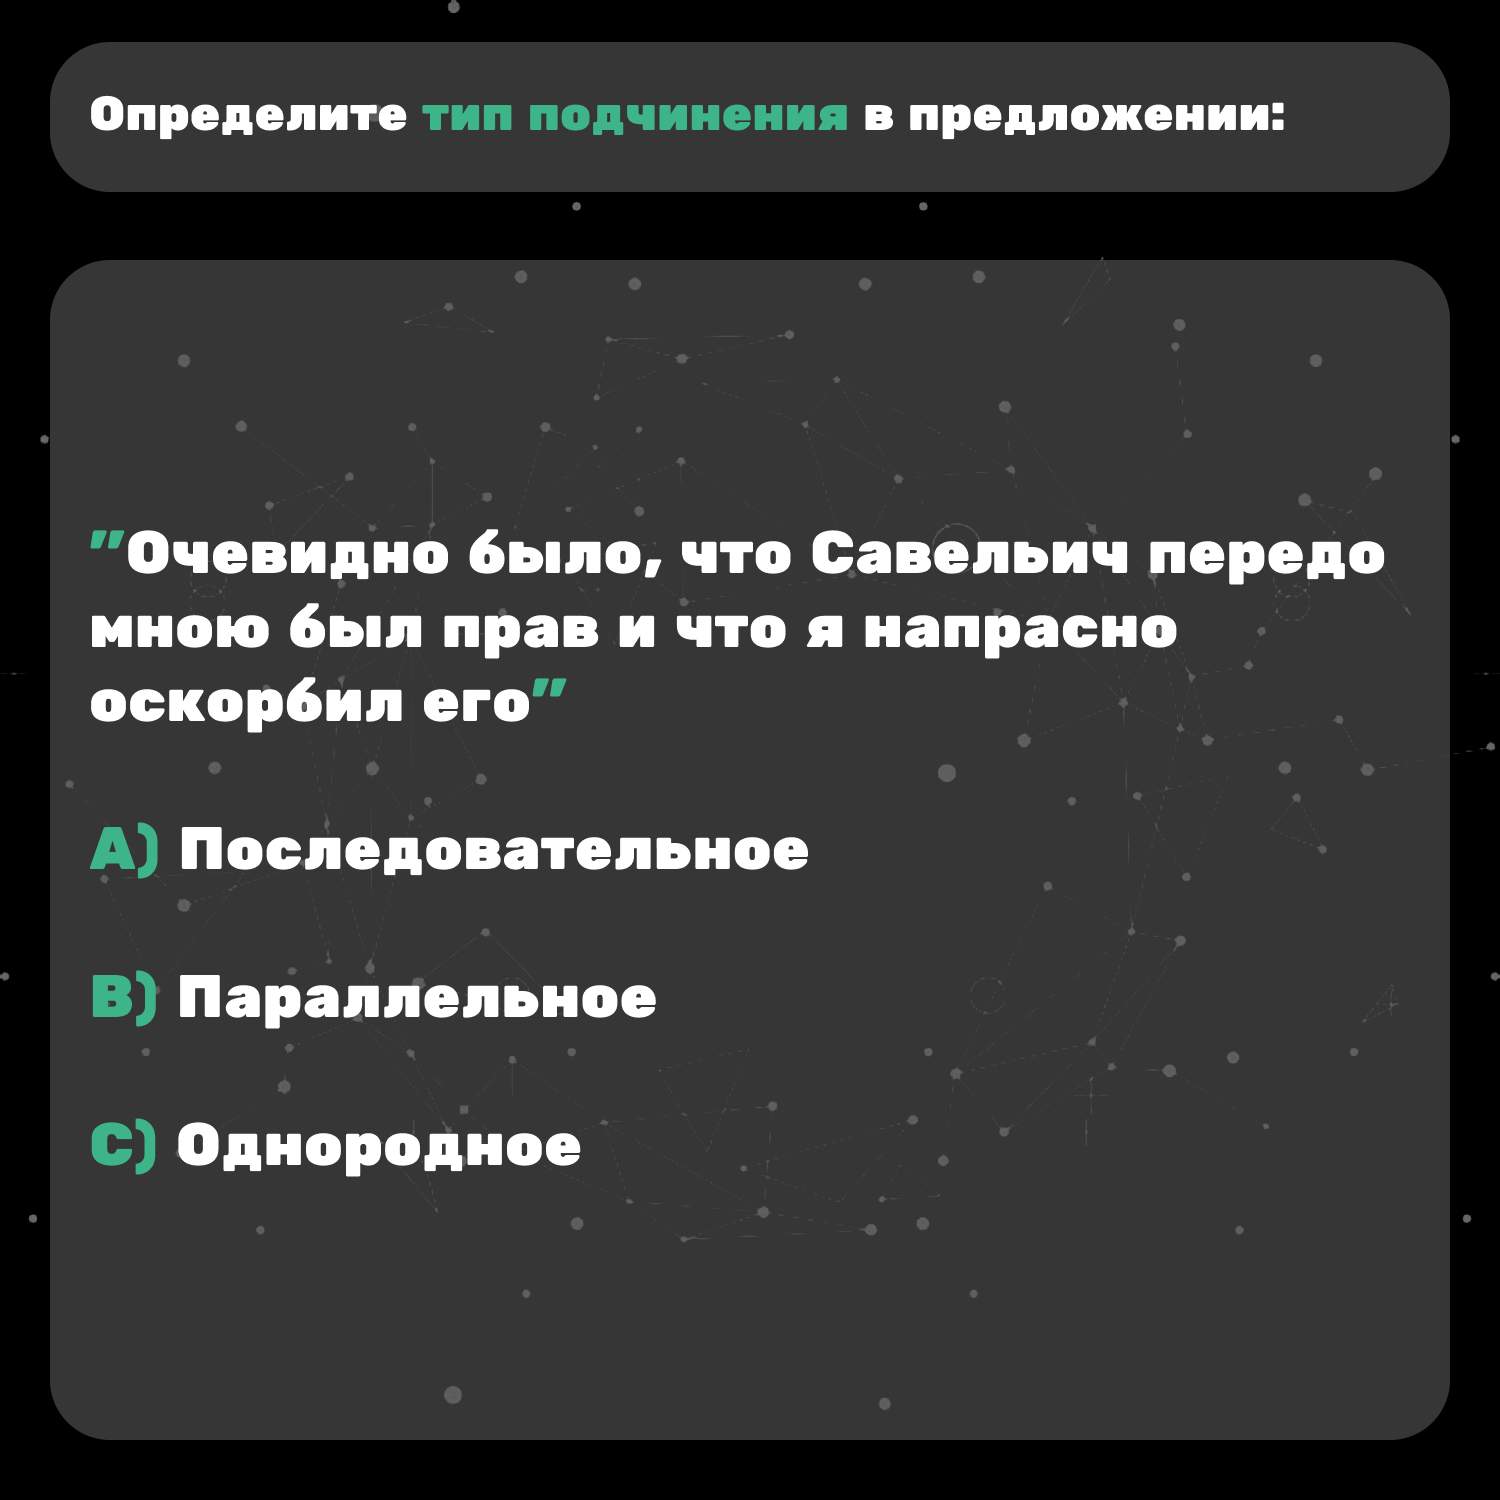 Определите тип подчинения в предложении:
"Очевидно было, что Савельич передо
мною был прав и что я напрасно
оскорбил его"
A) Последовательное
B) Параллельное
C) Однородное